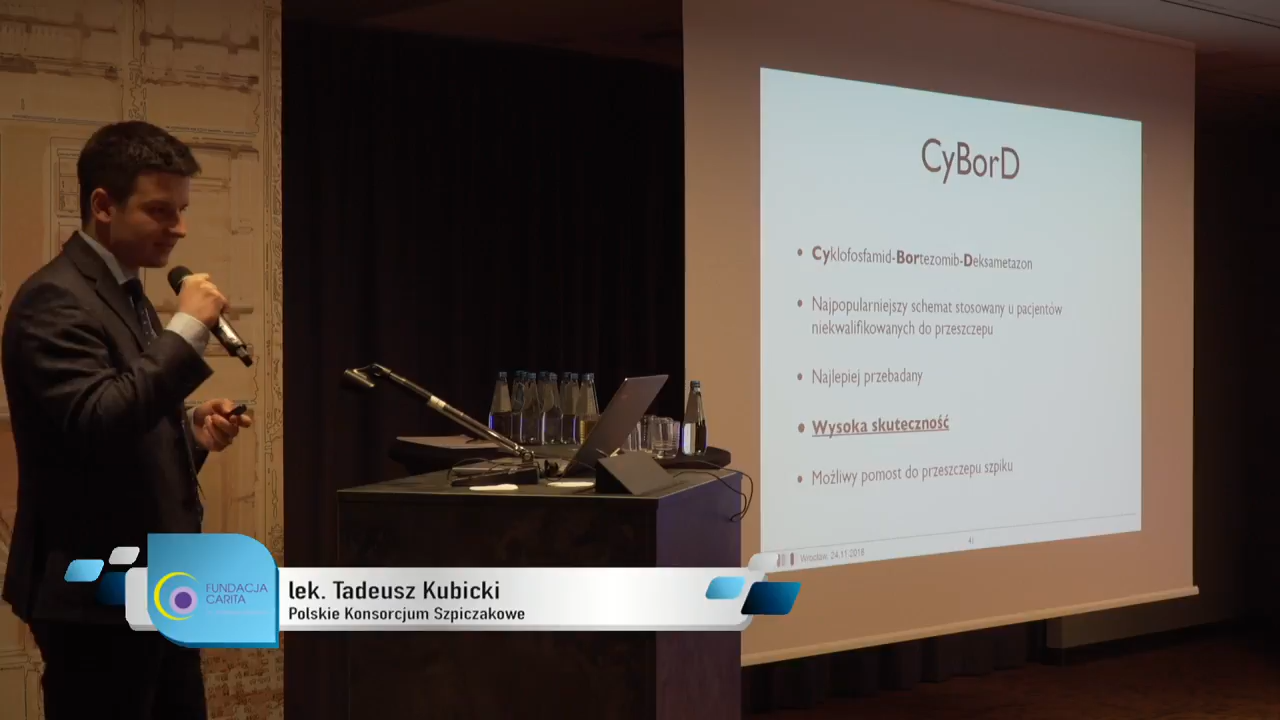 CyBorD
• Cyklofosfamid-Bortezomib-Deksametazon
• Najpopularniejszy schemat stosowany u pacjentów
niekwalifikowanych do przeszczepu
• Najlepiej przebadany
• Wysoka skuteczność
• Możliwy pomost do przeszczepu szpiku
Wrocław, 24.11.2018
41
FUNDACJA
CARITA
lek. Tadeusz Kubicki
Polskie Konsorcjum Szpiczakowe